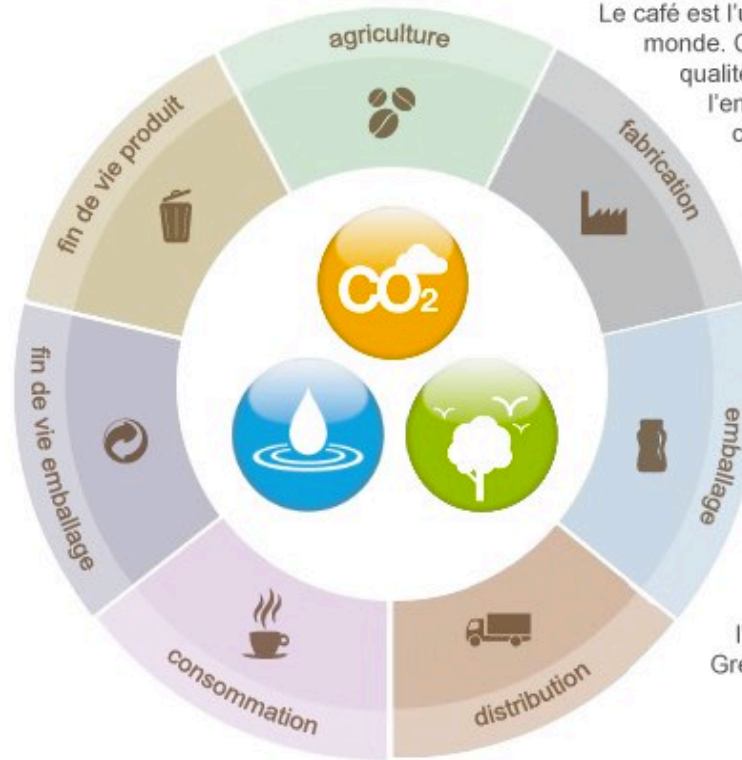 Le café est l'u
monde. C
qualité
l'en
agriculture
fabrication
emballage
distribution
consommation
fin de vie emballage
fin de vie produit
CO2
l'
Gre